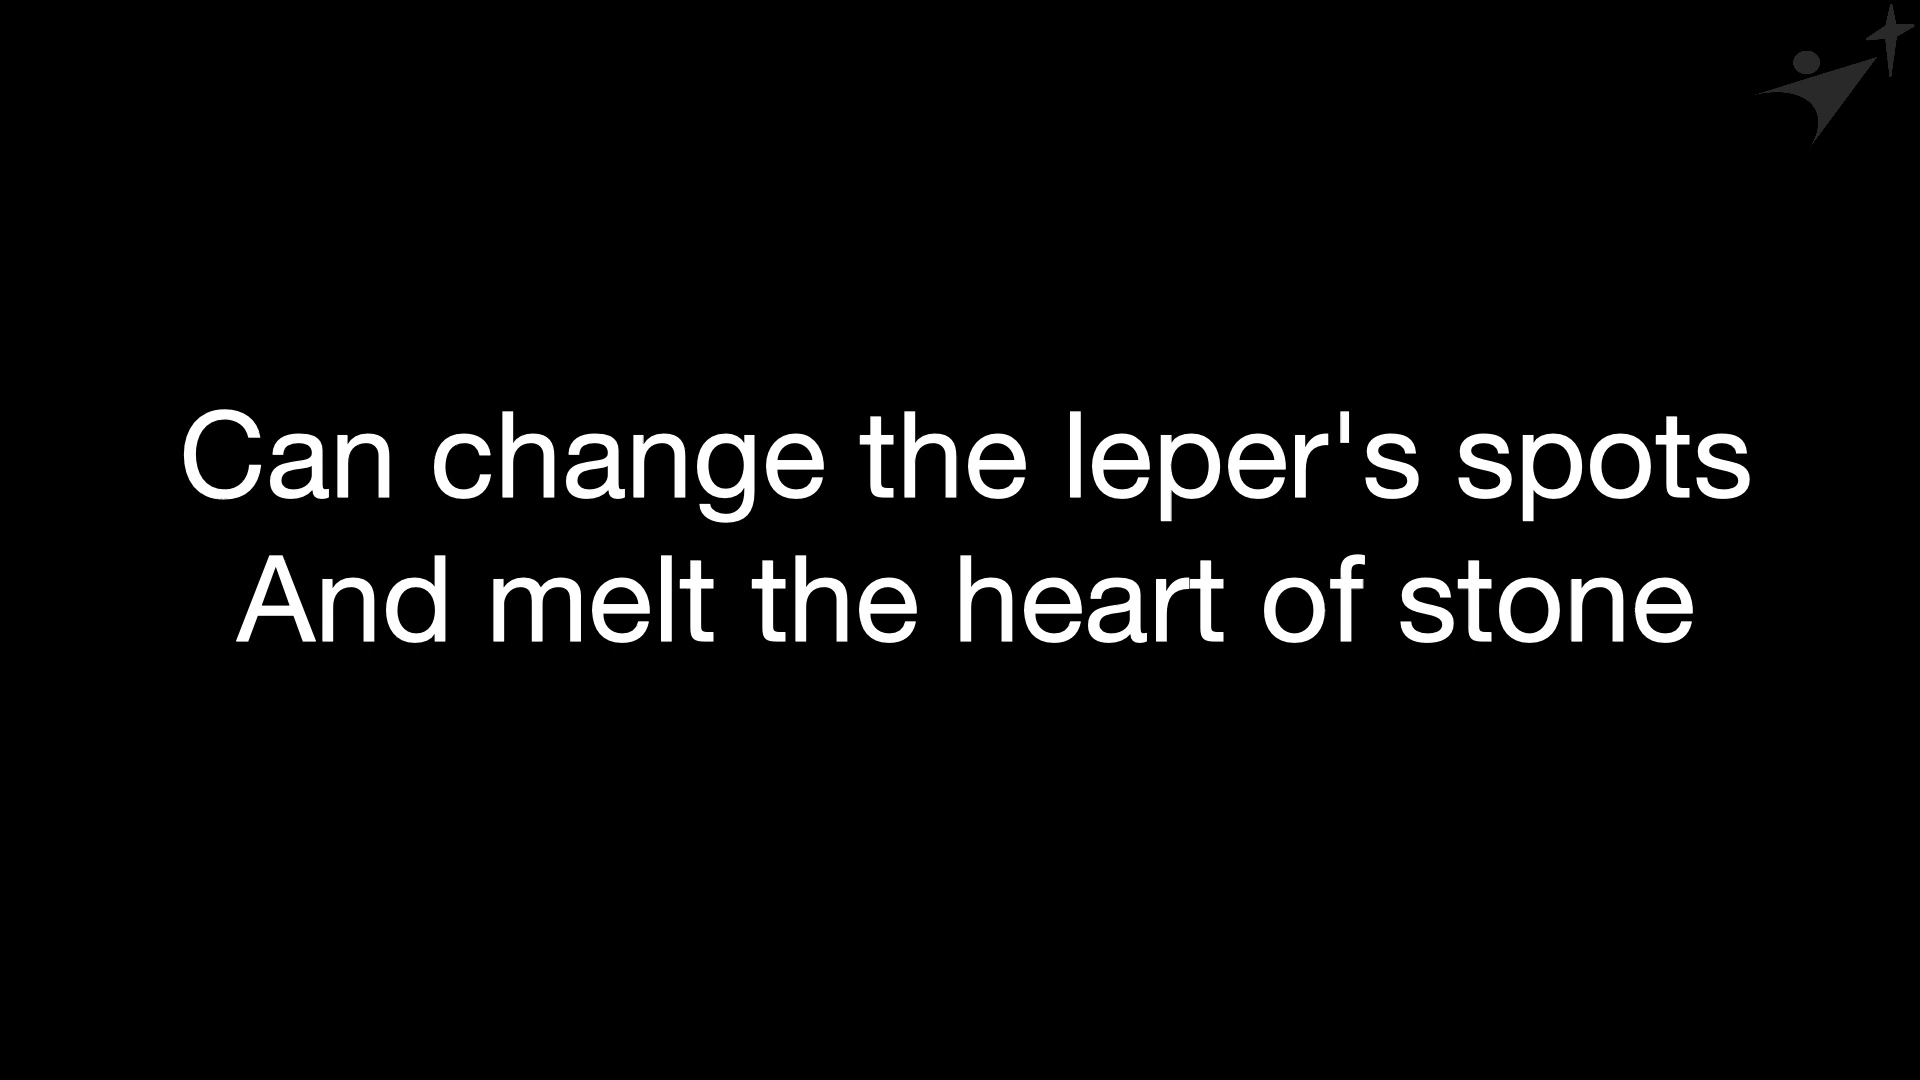 Can change the leper's spots
And melt the heart of stone